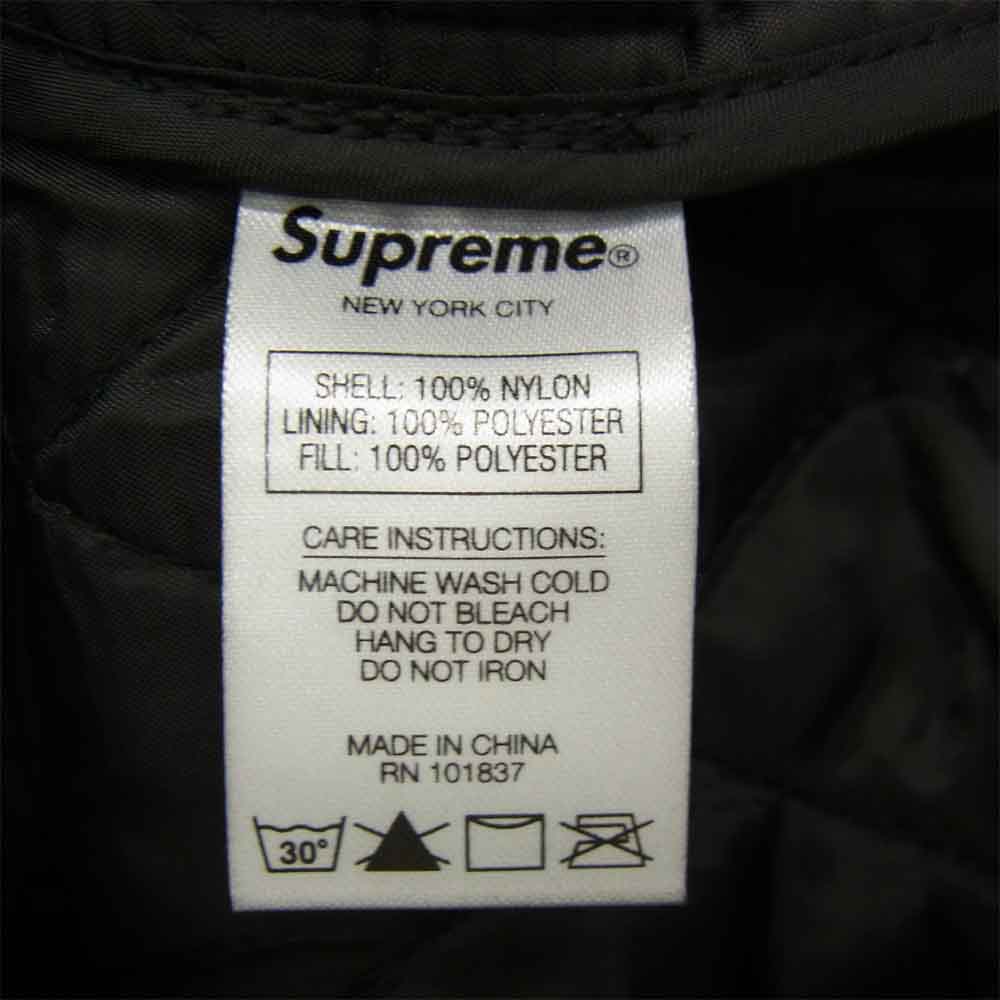 Supreme®
NEW YORK CITY
SHELL: 100% NYLON
LINING: 100% POLYESTER
FILL: 100% POLYESTER
CARE INSTRUCTIONS:
MACHINE WASH COLD
DO NOT BLEACH
HANG TO DRY
DO NOT IRON
MADE IN CHINA
RN 101837
30°